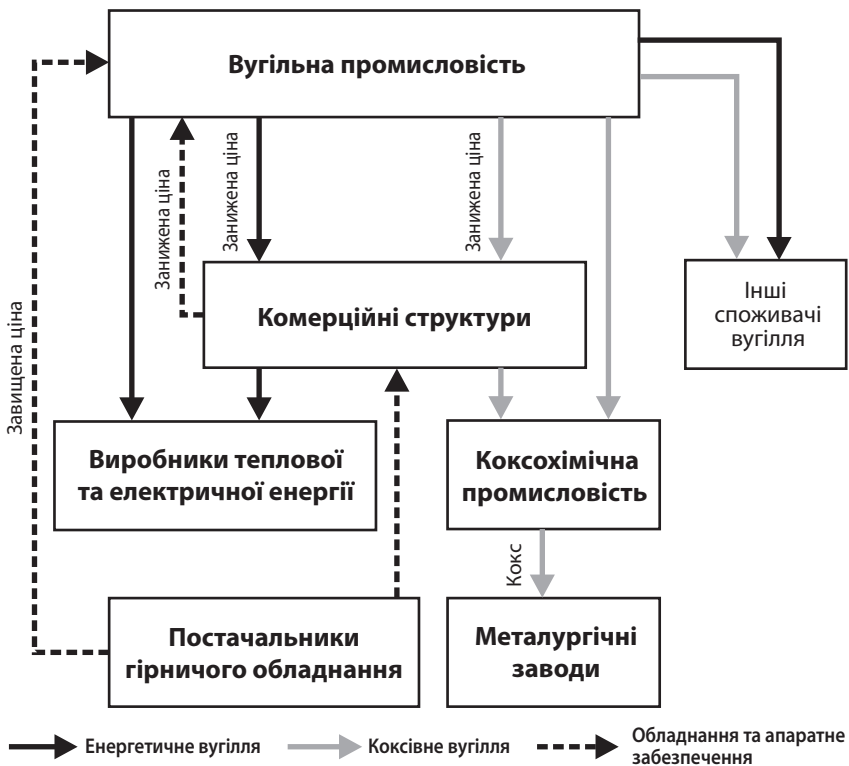 Вугільна промисловість
Занижена ціна
Занижена ціна
Занижена ціна
Завищена ціна
Комерційні структури
Інші
споживачі
вугілля
Виробники теплової
та електричної енергії
Коксохімічна
промисловість
Кокс
Постачальники
гірничого обладнання
Металургічні
заводи
Енергетичне вугілля
Коксівне вугілля
Обладнання та апаратне
забезпечення